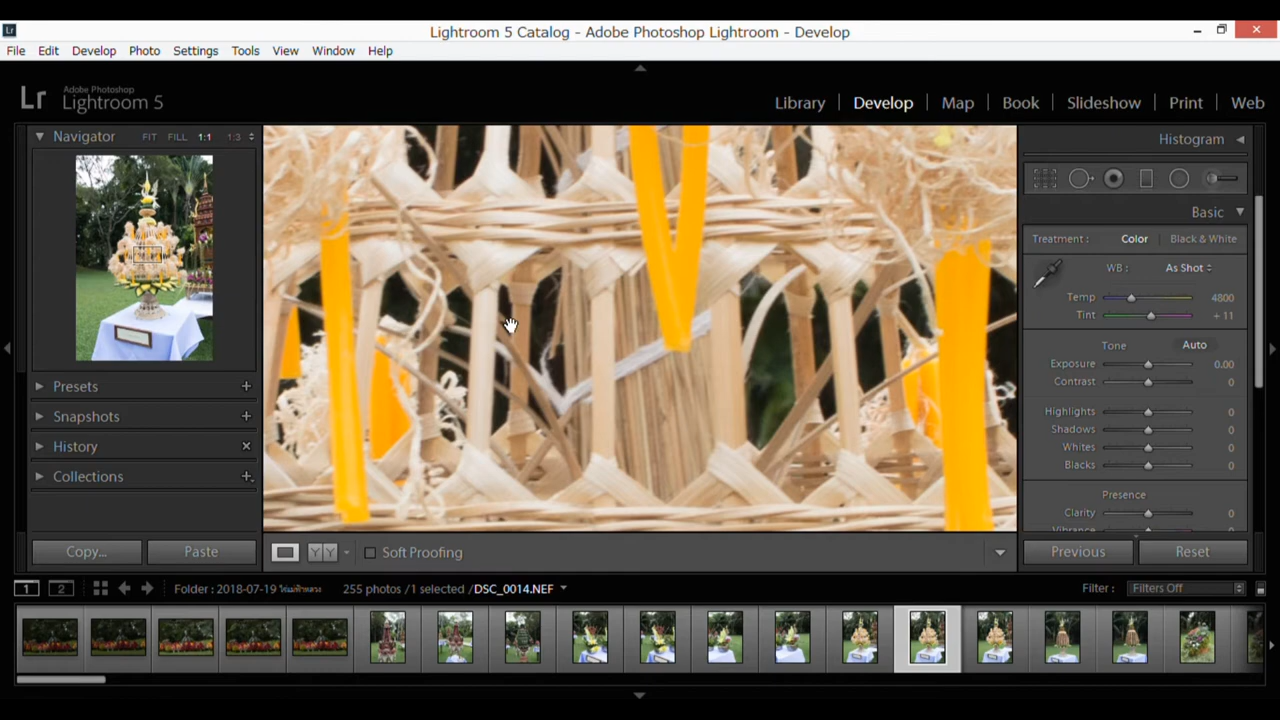 Lr
Lightroom 5 Catalog - Adobe Photoshop Lightroom - Develop
File Edit Develop Photo Settings Tools View Window Help
Lr Adobe Photoshop
Lightroom 5
Library | Develop | Map | Book | Slideshow | Print | Web
Navigator FIT FILL 1:1 1:3
Histogram
Basic
Treatment : Color | Black & White
WB : As Shot
Temp 4800
Tint + 11
Tone Auto
Exposure 0.00
Contrast 0
Highlights 0
Shadows 0
Whites 0
Blacks 0
Presence
Clarity 0
Vibrance
Presets +
Snapshots +
History ×
Collections +
Copy... Paste
Y Y Soft Proofing
Previous Reset
1 2 Folder : 2018-07-19 255 photos /1 selected /DSC_0014.NEF Filter : Filters Off